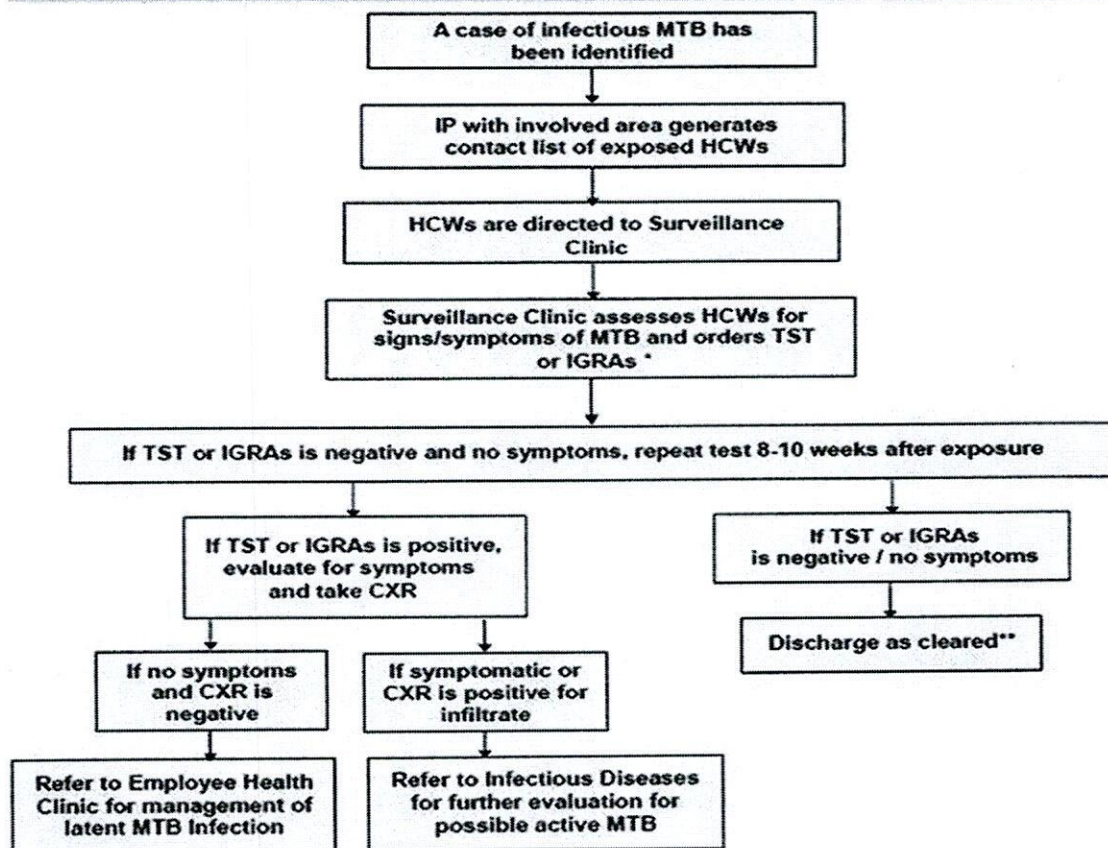 A case of infectious MTB has
been identified
IP with involved area generates
contact list of exposed HCWs
HCWs are directed to Surveillance
Clinic
Surveillance Clinic assesses HCWs for
signs/symptoms of MTB and orders TST
or IGRAs *
If TST or IGRAs is negative and no symptoms, repeat test 8-10 weeks after exposure
If TST or IGRAs is positive,
evaluate for symptoms
and take CXR
If TST or IGRAs
is negative / no symptoms
Discharge as cleared**
If no symptoms
and CXR is
negative
If symptomatic or
CXR is positive for
infiltrate
Refer to Employee Health
Clinic for management of
latent MTB Infection
Refer to Infectious Diseases
for further evaluation for
possible active MTB